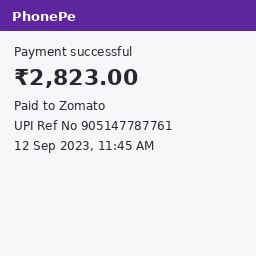 PhonePe
Payment successful
₹2,823.00
Paid to Zomato
UPI Ref No 905147787761
12 Sep 2023, 11:45 AM